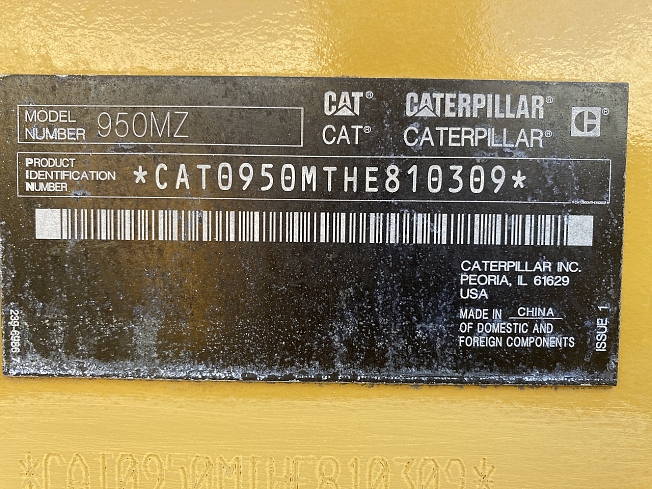 MODEL NUMBER 950MZ
CAT® CATERPILLAR® C
CAT® CATERPILLAR®
PRODUCT IDENTIFICATION NUMBER *CAT0950MTHE810309*
CATERPILLAR INC.
PEORIA, IL 61629
USA
MADE IN CHINA
OF DOMESTIC AND
FOREIGN COMPONENTS
ISSUE 1
*CAT0950MTHE810309*